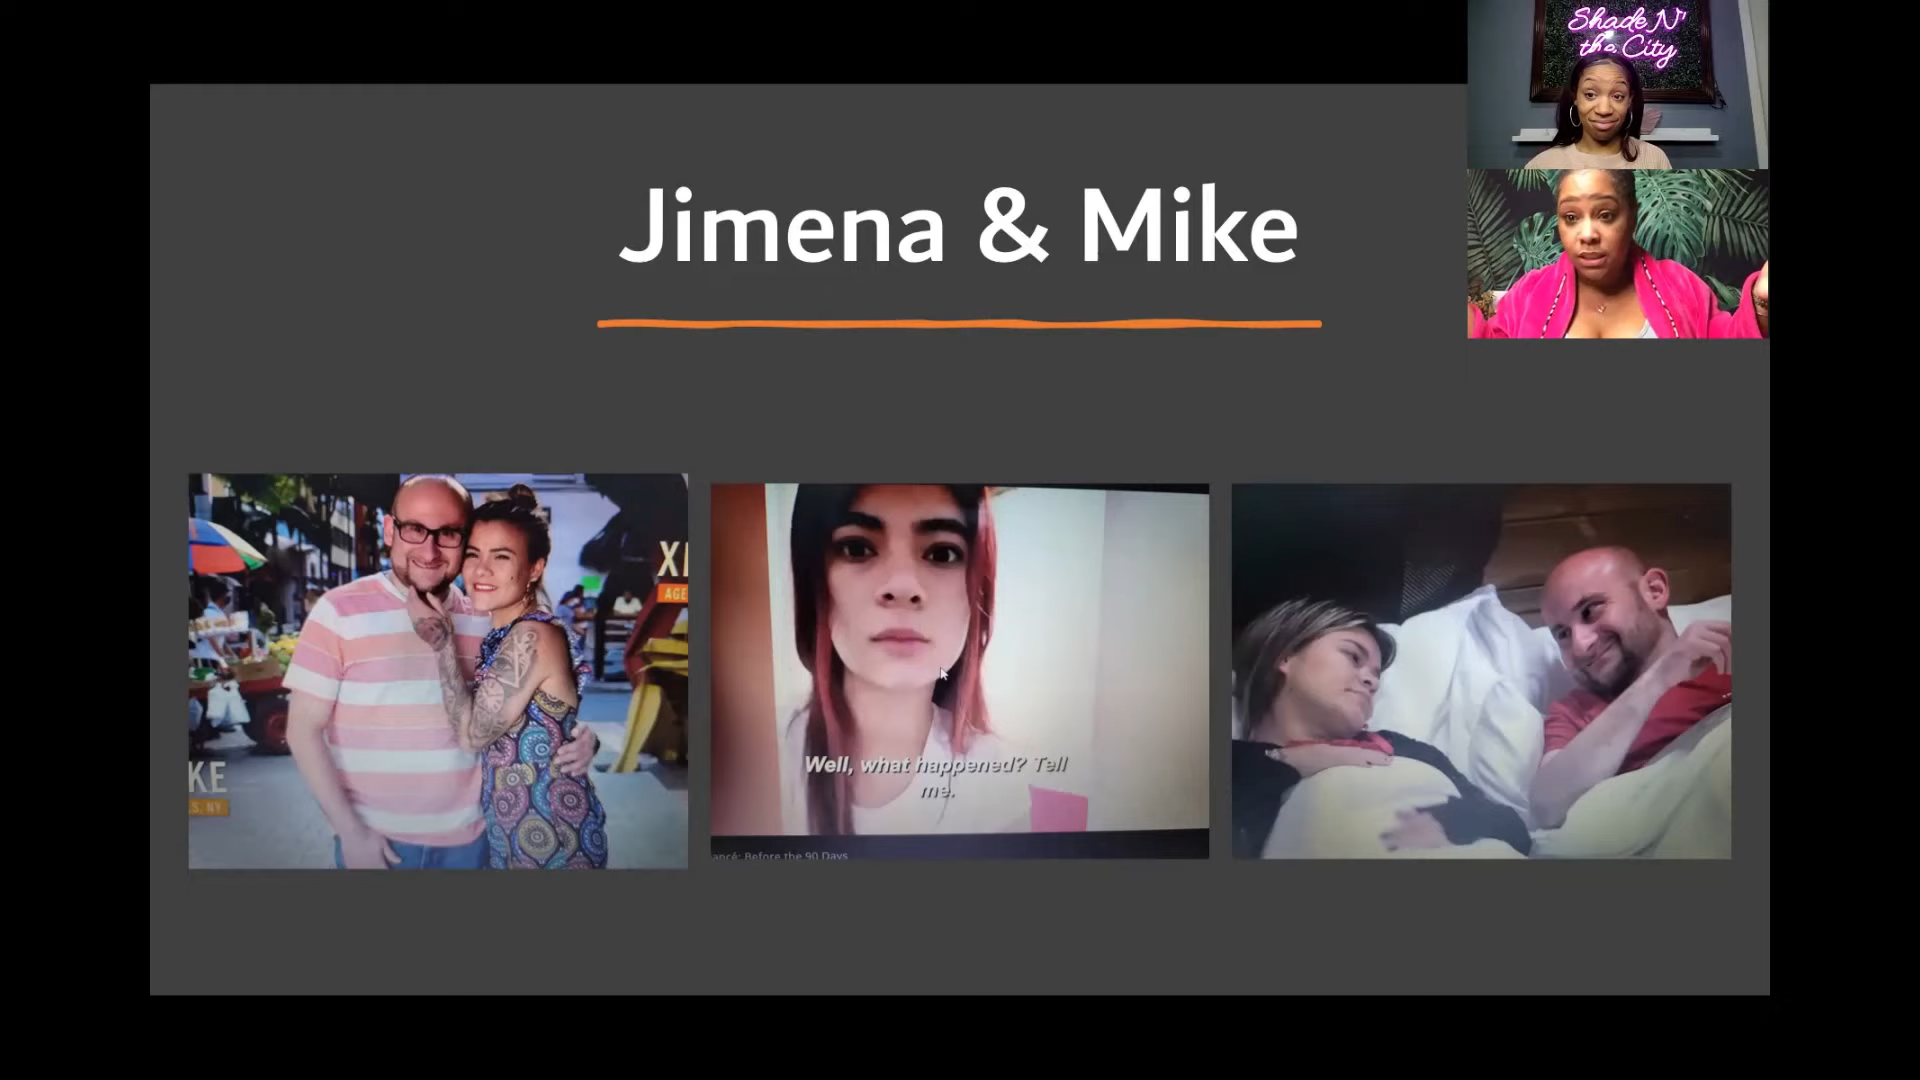 Shade N'
the City
Jimena & Mike
XI
AGE
KE
S, NY
Well, what happened? Tell
me.
ancé: Before the 90 Days